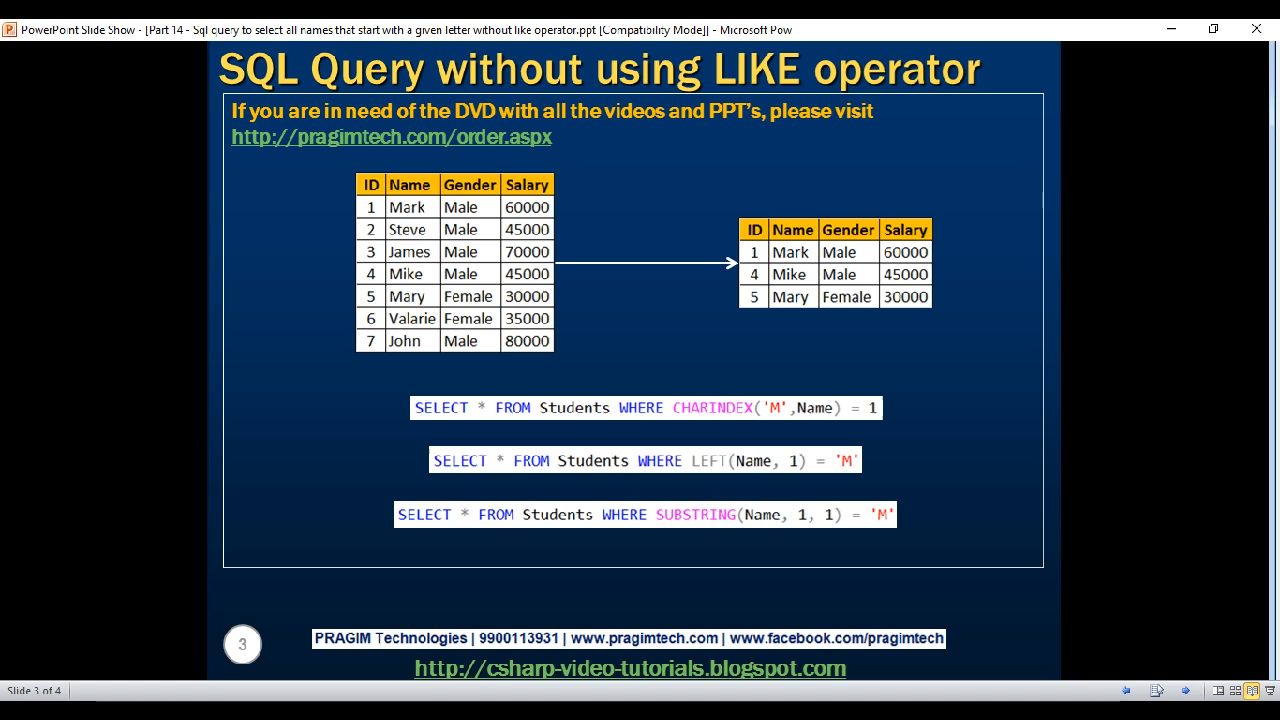 PowerPoint Slide Show - [Part 14 - Sql query to select all names that start with a given letter without like operator.ppt [Compatibility Mode]] - Microsoft Pow
SQL Query without using LIKE operator
If you are in need of the DVD with all the videos and PPT's, please visit
http://pragimtech.com/order.aspx
ID Name Gender Salary
1 Mark Male 60000
2 Steve Male 45000
3 James Male 70000
4 Mike Male 45000
5 Mary Female 30000
6 Valarie Female 35000
7 John Male 80000
ID Name Gender Salary
1 Mark Male 60000
4 Mike Male 45000
5 Mary Female 30000
SELECT * FROM Students WHERE CHARINDEX('M',Name) = 1
SELECT * FROM Students WHERE LEFT(Name, 1) = 'M'
SELECT * FROM Students WHERE SUBSTRING(Name, 1, 1) = 'M'
3
PRAGIM Technologies | 9900113931 | www.pragimtech.com | www.facebook.com/pragimtech
http://csharp-video-tutorials.blogspot.com
Slide 3 of 4